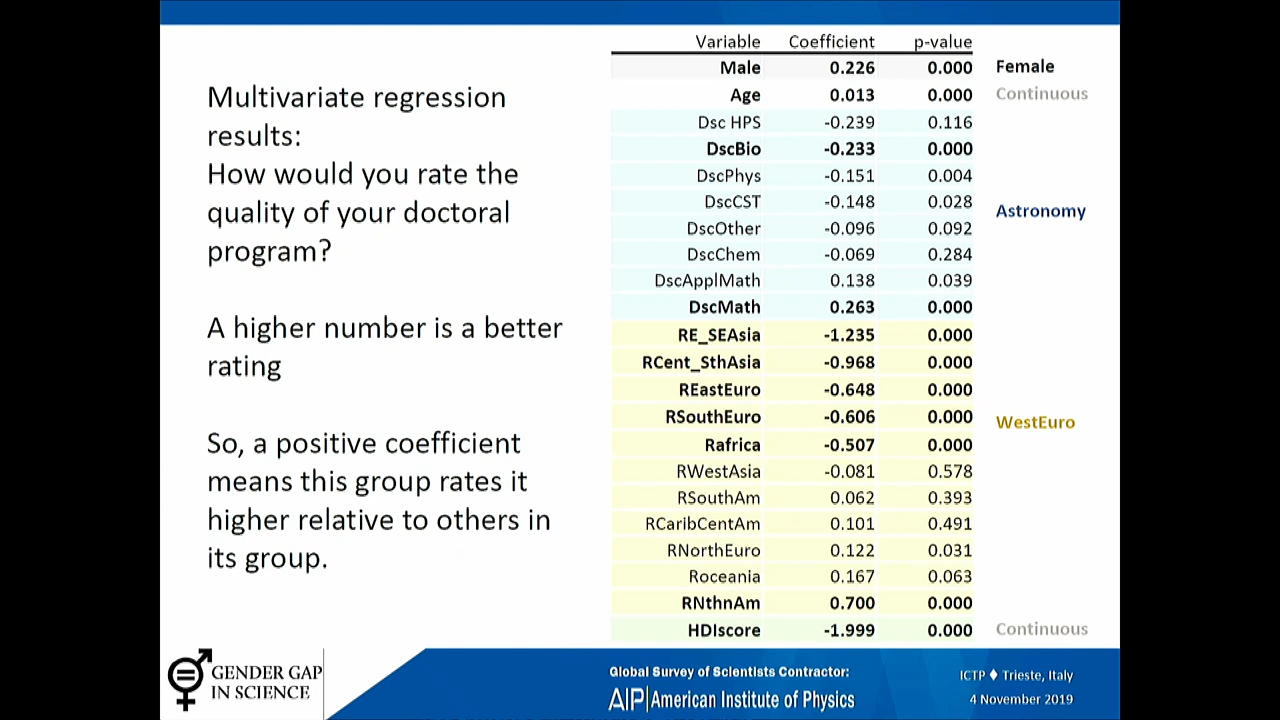 Multivariate regression
results:
How would you rate the
quality of your doctoral
program?
A higher number is a better
rating
So, a positive coefficient
means this group rates it
higher relative to others in
its group.
Variable Coefficient p-value
Male 0.226 0.000 Female
Age 0.013 0.000 Continuous
Dsc HPS -0.239 0.116
DscBio -0.233 0.000
DscPhys -0.151 0.004
DscCST -0.148 0.028
Astronomy
DscOther -0.096 0.092
DscChem -0.069 0.284
DscApplMath 0.138 0.039
DscMath 0.263 0.000
RE_SEAsia -1.235 0.000
RCent_SthAsia -0.968 0.000
REastEuro -0.648 0.000
RSouthEuro -0.606 0.000
WestEuro
Rafrica -0.507 0.000
RWestAsia -0.081 0.578
RSouthAm 0.062 0.393
RCaribCentAm 0.101 0.491
RNorthEuro 0.122 0.031
Roceania 0.167 0.063
RNthnAm 0.700 0.000
HDIscore -1.999 0.000 Continuous
GENDER GAP
IN SCIENCE
Global Survey of Scientists Contractor:
AIP American Institute of Physics
ICTP ♦ Trieste, Italy
4 November 2019